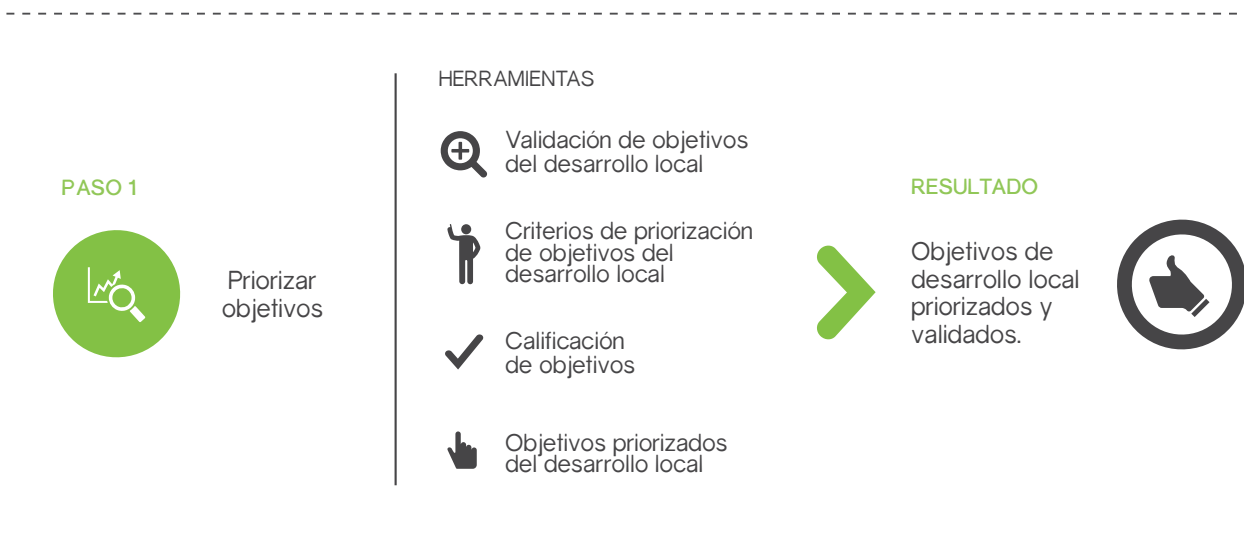 PASO 1
Priorizar
objetivos
HERRAMIENTAS
Validación de objetivos
del desarrollo local
Criterios de priorización
de objetivos del
desarrollo local
Calificación
de objetivos
Objetivos priorizados
del desarrollo local
RESULTADO
Objetivos de
desarrollo local
priorizados y
validados.